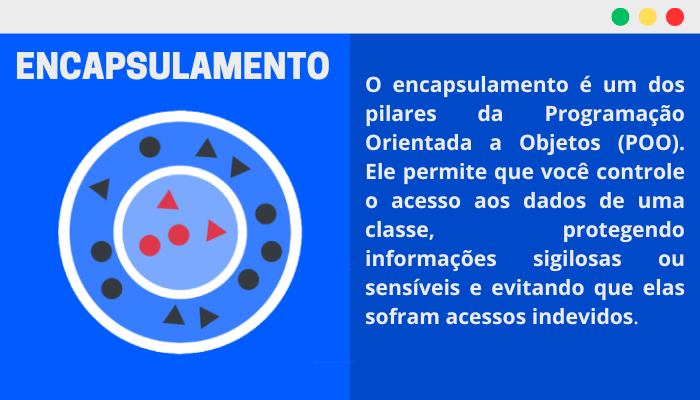 ENCAPSULAMENTO
O encapsulamento é um dos
pilares da Programação
Orientada a Objetos (POO).
Ele permite que você controle
o acesso aos dados de uma
classe, protegendo
informações sigilosas ou
sensíveis e evitando que elas
sofram acessos indevidos.